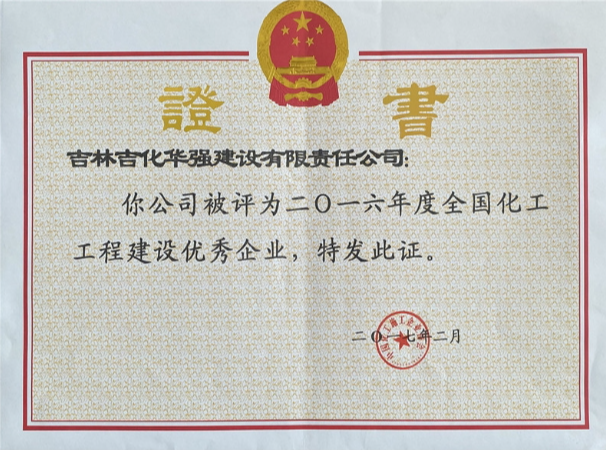 證書
吉林吉化华强建设有限责任公司：
你公司被评为二〇一六年度全国化工
工程建设优秀企业，特发此证。
二〇一七年二月